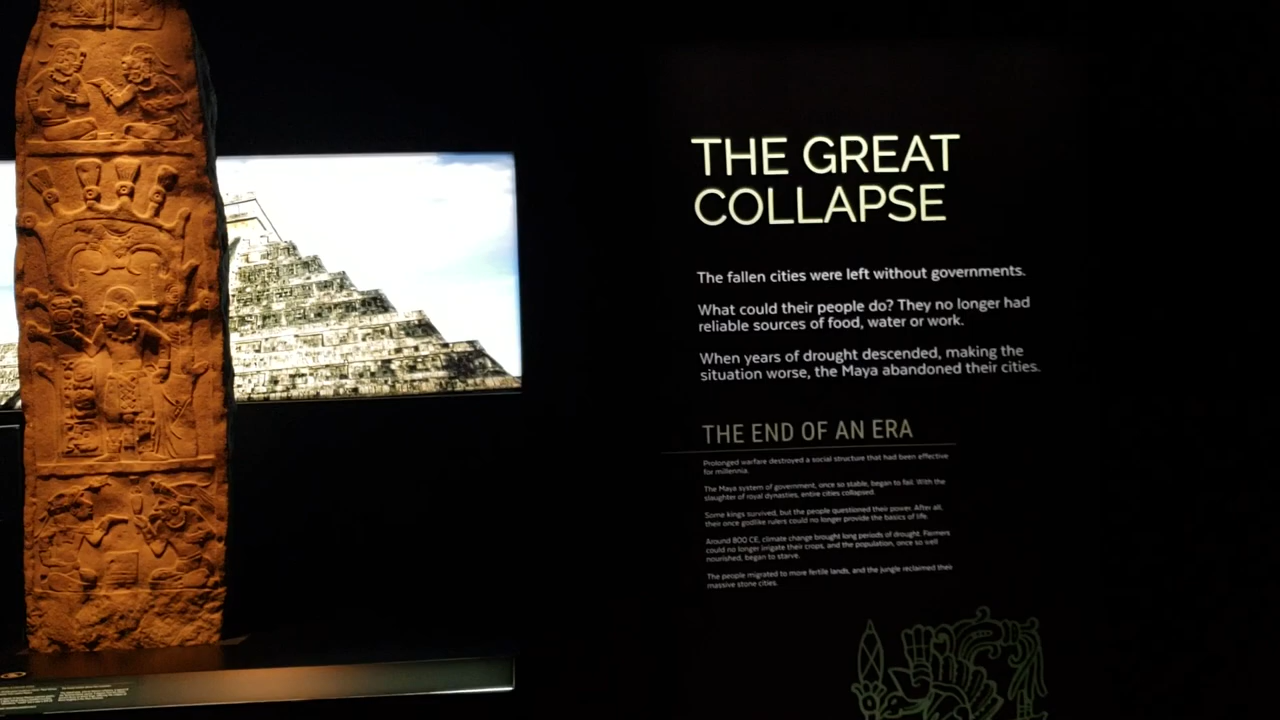 THE GREAT
COLLAPSE
The fallen cities were left without governments.
What could their people do? They no longer had
reliable sources of food, water or work.
When years of drought descended, making the
situation worse, the Maya abandoned their cities.
THE END OF AN ERA
Prolonged warfare destroyed a social structure that had been effective
for millennia.
The Maya system of government, once so stable, began to fail. With the
slaughter of royal dynasties, entire cities collapsed.
Some kings survived, but the people questioned their power. After all,
their once godlike rulers could no longer provide the basics of life.
Around 800 CE, climate change brought long periods of drought. Farmers
could no longer irrigate their crops, and the population, once so well
nourished, began to starve.
The people migrated to more fertile lands, and the jungle reclaimed their
massive stone cities.